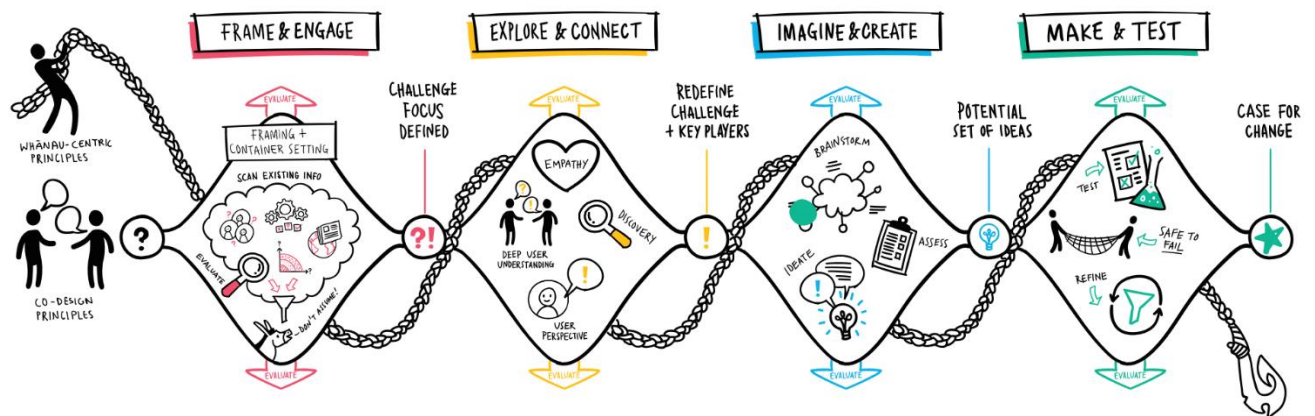 FRAME & ENGAGE
EXPLORE & CONNECT
IMAGINE & CREATE
MAKE & TEST
WHĀNAU-CENTRIC
PRINCIPLES
CO-DESIGN
PRINCIPLES
?
EVALUATE
FRAMING +
CONTAINER SETTING
SCAN EXISTING INFO
?
?
?
?
?
EVALUATE
DON'T ASSUME!
EVALUATE
CHALLENGE
FOCUS
DEFINED
?!
EVALUATE
EMPATHY
?
!
DEEP USER
UNDERSTANDING
DISCOVERY
!
USER
PERSPECTIVE
EVALUATE
REDEFINE
CHALLENGE
+ KEY PLAYERS
!
EVALUATE
BRAINSTORM
ASSESS
IDEATE
!
EVALUATE
POTENTIAL
SET OF IDEAS
EVALUATE
TEST
SAFE TO
FAIL
REFINE
EVALUATE
CASE FOR
CHANGE